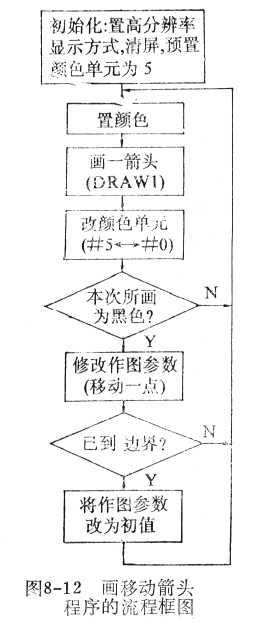 初始化:置高分辨率
显示方式,清屏,预置
颜色单元为 5
置颜色
画一箭头
(DRAW1)
改颜色单元
(#5⟷#0)
本次所画
为黑色?
N
Y
修改作图参数
(移动一点)
已到 边界?
N
Y
将作图参数
改为初值
图8-12 画移动箭头
程序的流程框图